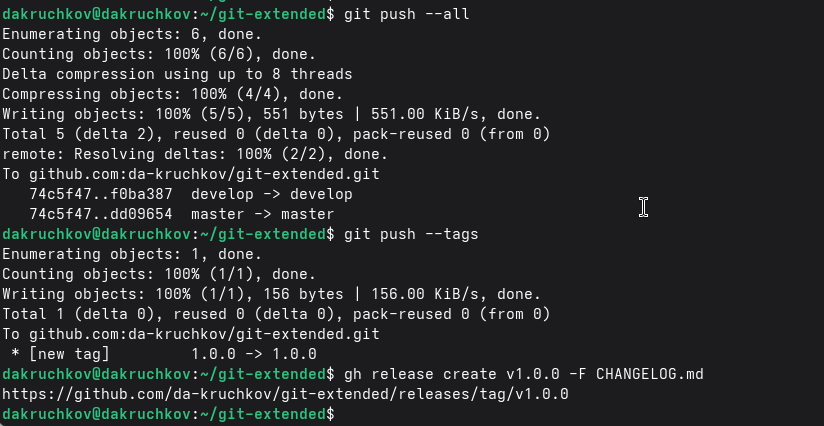 dakruchkov@dakruchkov:~/git-extended$ git push --all
Enumerating objects: 6, done.
Counting objects: 100% (6/6), done.
Delta compression using up to 8 threads
Compressing objects: 100% (4/4), done.
Writing objects: 100% (5/5), 551 bytes | 551.00 KiB/s, done.
Total 5 (delta 2), reused 0 (delta 0), pack-reused 0 (from 0)
remote: Resolving deltas: 100% (2/2), done.
To github.com:da-kruchkov/git-extended.git
   74c5f47..f0ba387  develop -> develop
   74c5f47..dd09654  master -> master
dakruchkov@dakruchkov:~/git-extended$ git push --tags
Enumerating objects: 1, done.
Counting objects: 100% (1/1), done.
Writing objects: 100% (1/1), 156 bytes | 156.00 KiB/s, done.
Total 1 (delta 0), reused 0 (delta 0), pack-reused 0 (from 0)
To github.com:da-kruchkov/git-extended.git
 * [new tag]         1.0.0 -> 1.0.0
dakruchkov@dakruchkov:~/git-extended$ gh release create v1.0.0 -F CHANGELOG.md
https://github.com/da-kruchkov/git-extended/releases/tag/v1.0.0
dakruchkov@dakruchkov:~/git-extended$